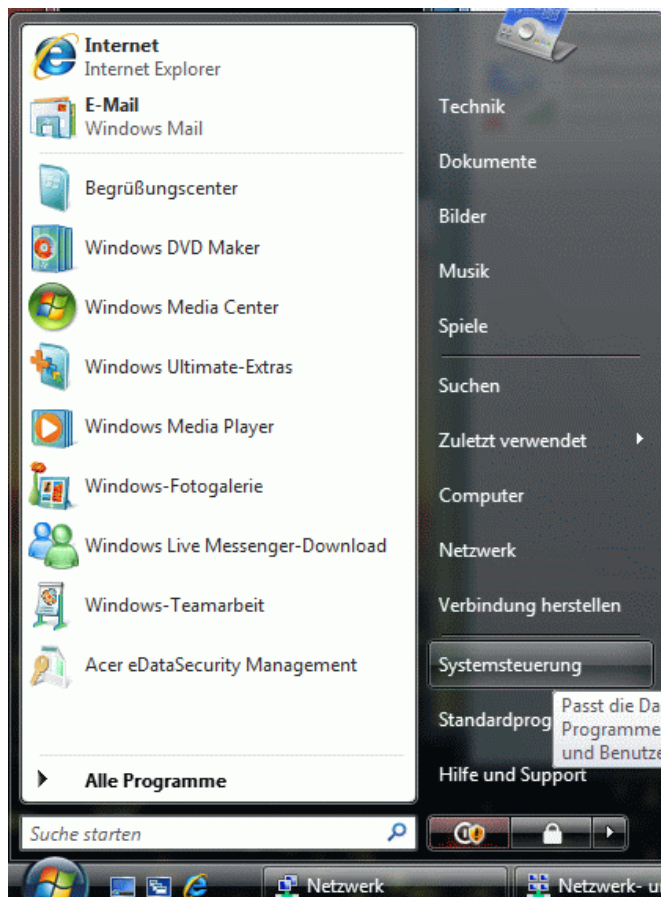 Internet
Internet Explorer
E-Mail
Windows Mail
Begrüßungscenter
Windows DVD Maker
Windows Media Center
Windows Ultimate-Extras
Windows Media Player
Windows-Fotogalerie
Windows Live Messenger-Download
Windows-Teamarbeit
Acer eDataSecurity Management
Alle Programme
Suche starten
Technik
Dokumente
Bilder
Musik
Spiele
Suchen
Zuletzt verwendet
Computer
Netzwerk
Verbindung herstellen
Systemsteuerung
Standardprog
Passt die Da
Programme
und Benutze
Hilfe und Support
Netzwerk
Netzwerk- u